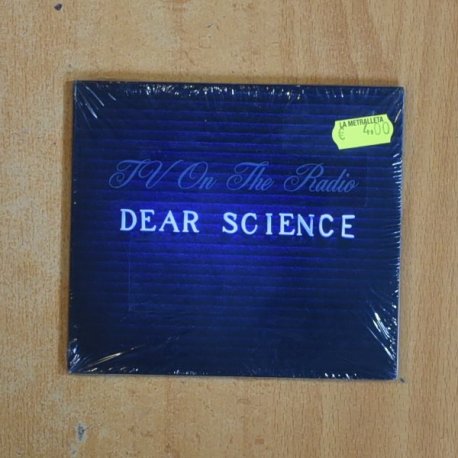 LA METRALLETA
€ 4,00
TV On The Radio
DEAR SCIENCE